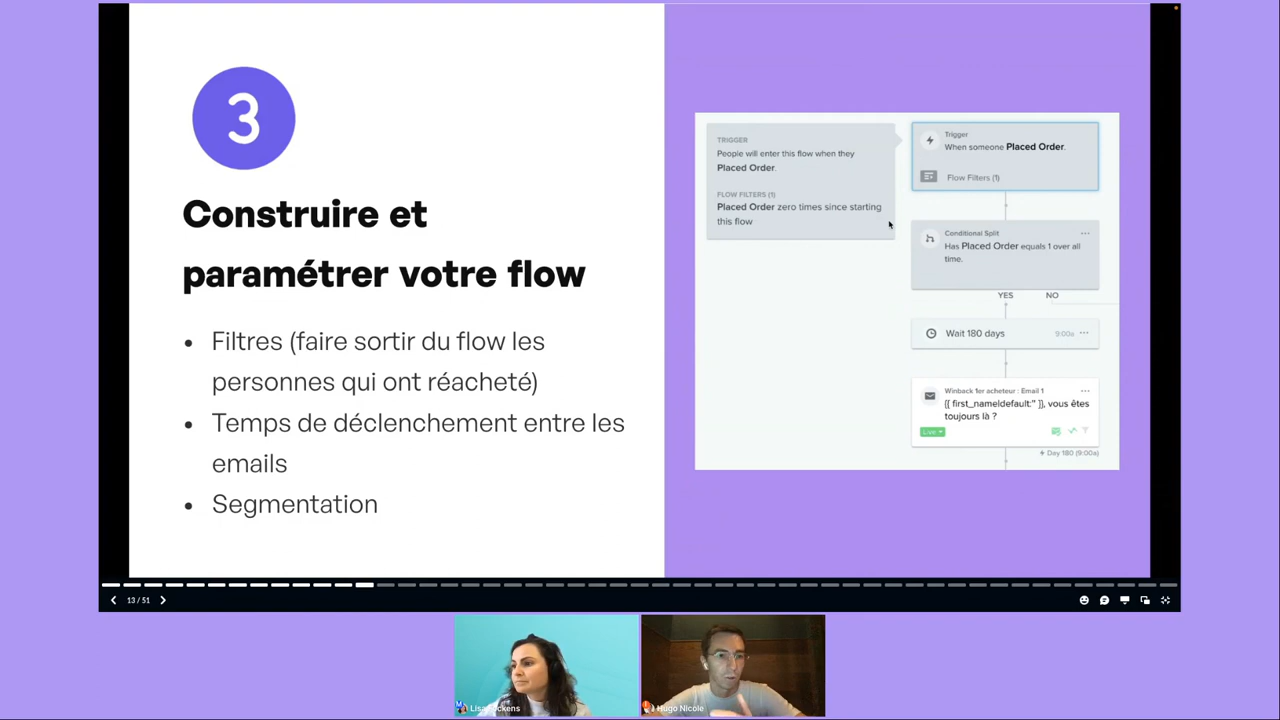 3
Construire et
paramétrer votre flow
• Filtres (faire sortir du flow les
personnes qui ont réacheté)
• Temps de déclenchement entre les
emails
• Segmentation
TRIGGER
People will enter this flow when they
Placed Order.
FLOW FILTERS (1)
Placed Order zero times since starting
this flow
Trigger
When someone Placed Order.
Flow Filters (1)
Conditional Split
Has Placed Order equals 1 over all
time.
YES NO
Wait 180 days 9:00a
Winback 1er acheteur : Email 1
{{ first_name|default:'' }}, vous êtes
toujours là ?
Live
Day 180 (9:00a)
13 / 51
Hugo Nicole